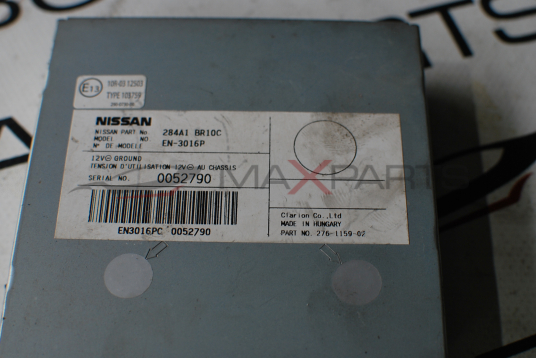 E13
10R-03 12503
NISSAN
NISSAN PART No. 284A1 BR10C
MODEL NO
N° DE MODELE EN-3016P
12V⊖ GROUND
TENSION D'UTILISATION 12V⊖ AU CHASSIS
SERIAL NO. 0052790
EN3016PC 0052790
Clarion Co.,Ltd
MADE IN HUNGARY
PART NO. 276-1159-02
MAXPARTS